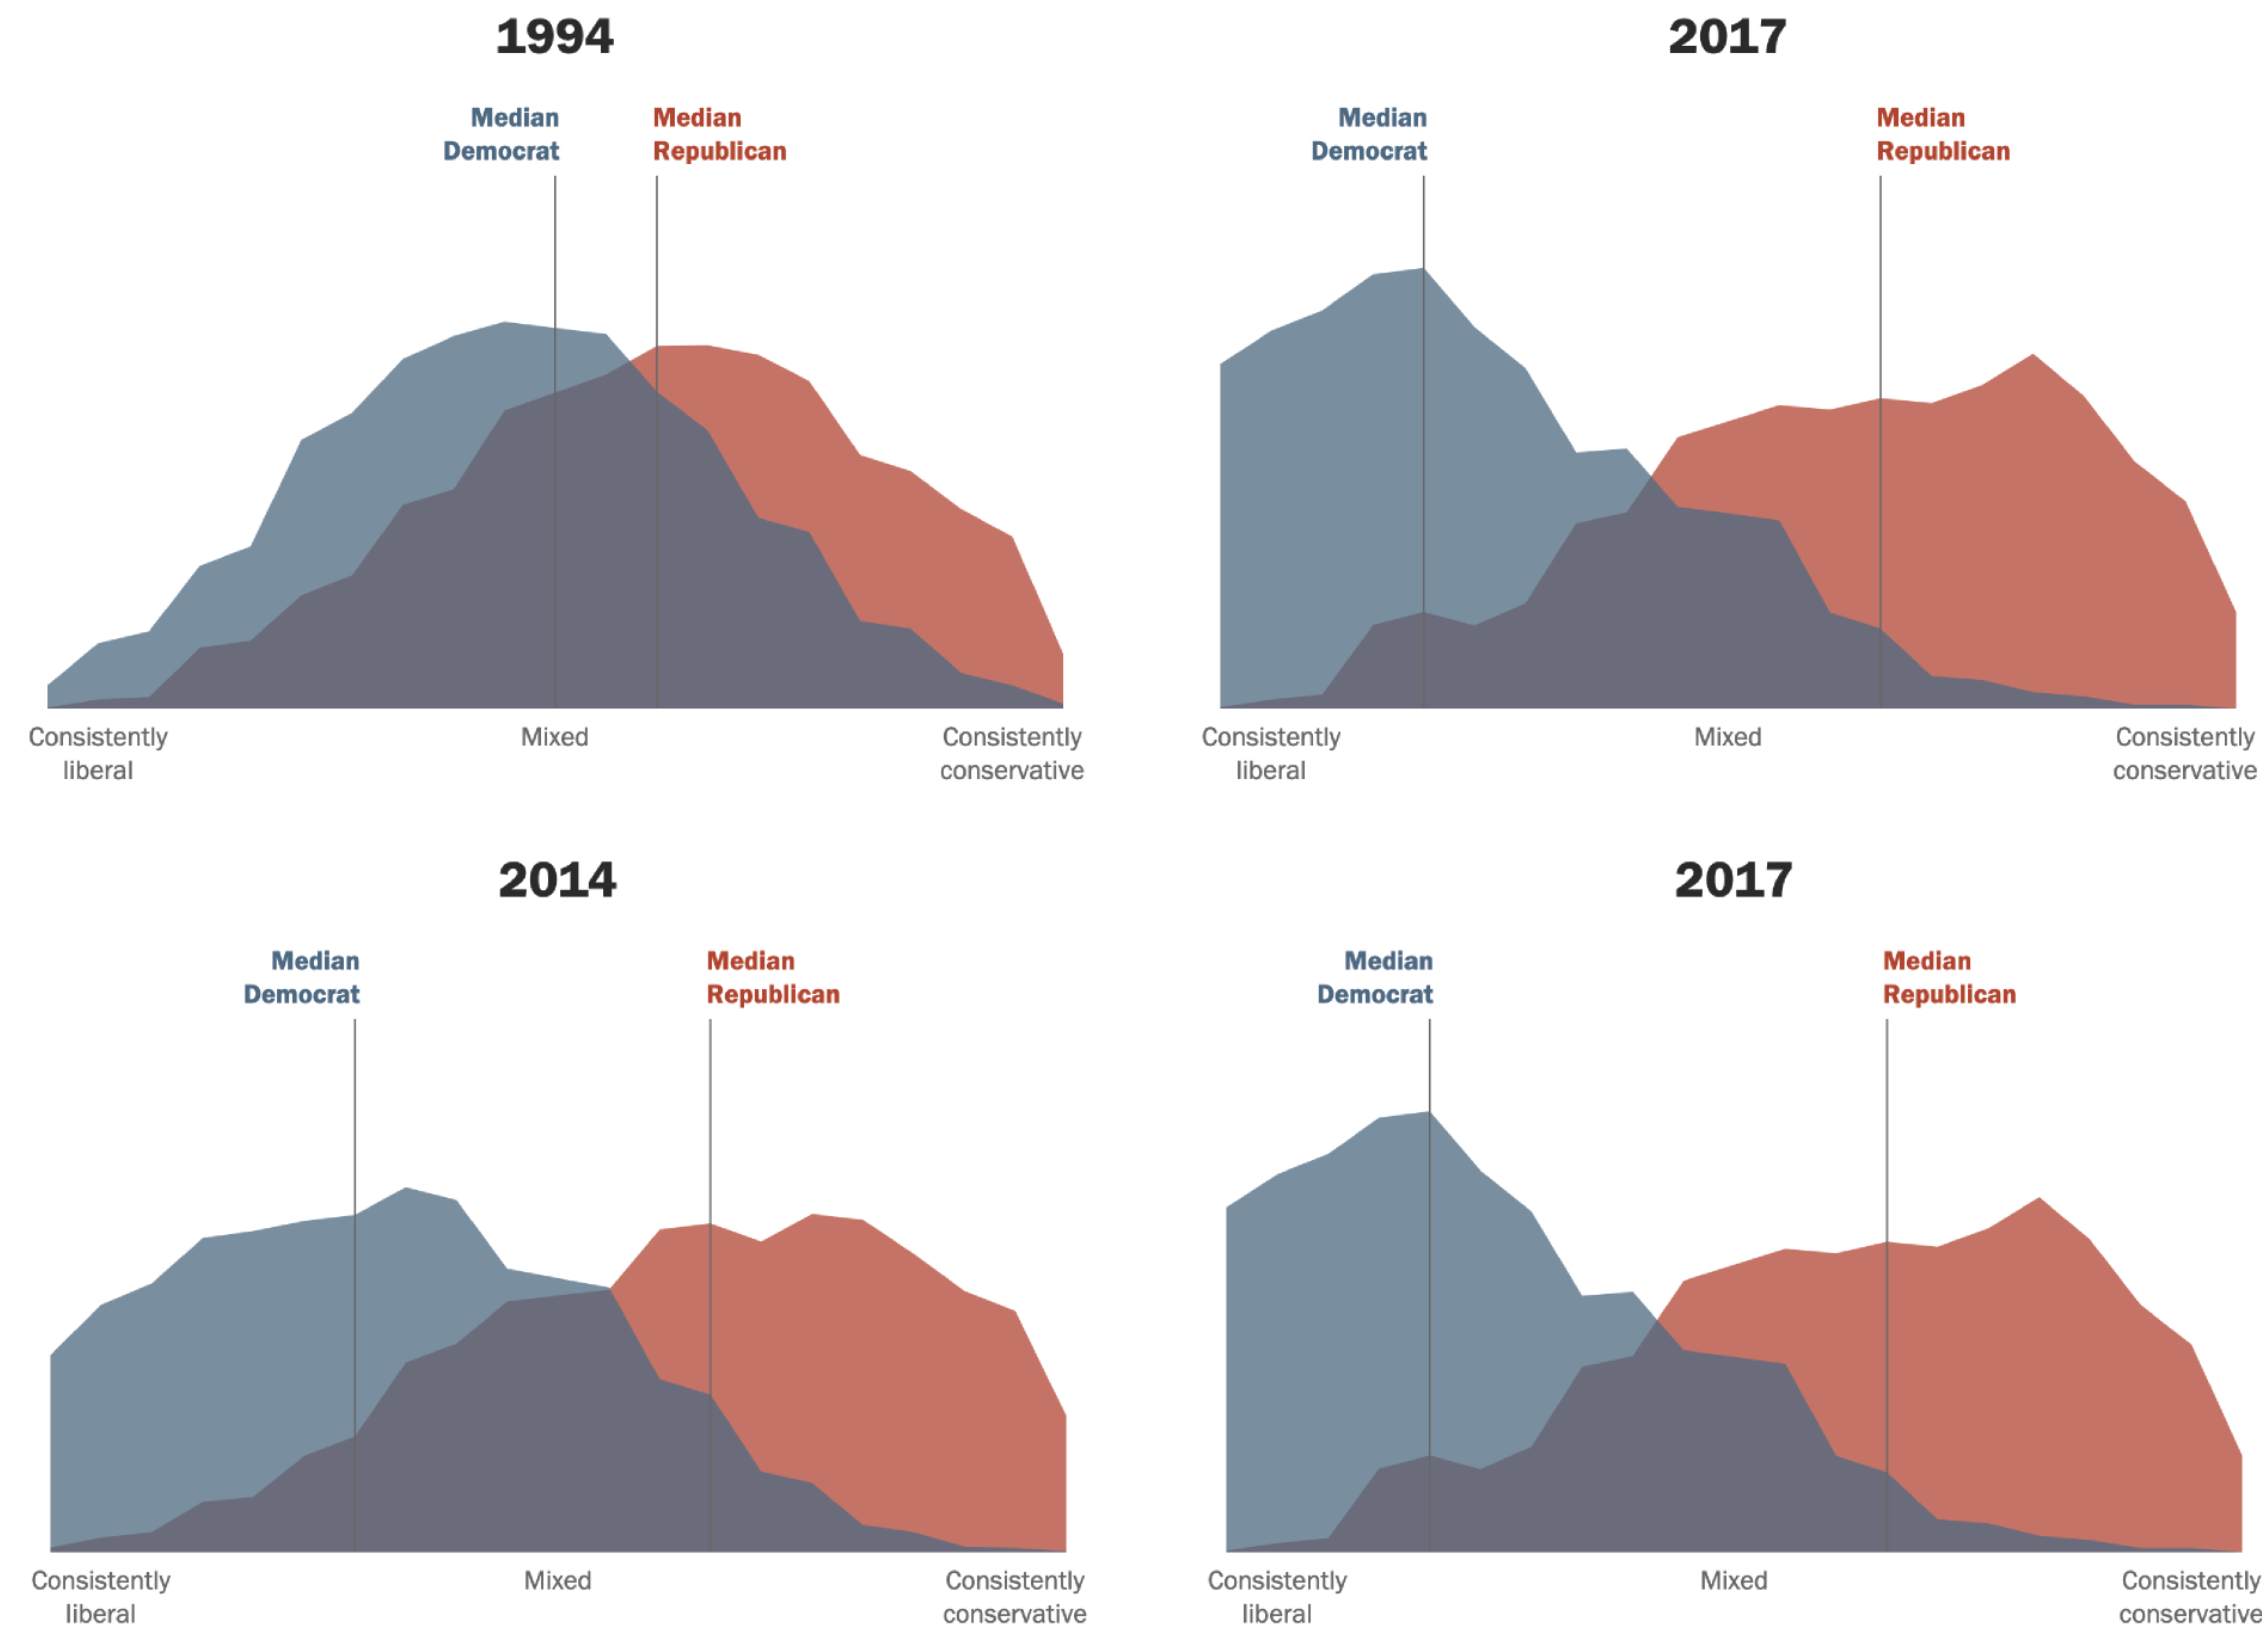 1994
Median
Democrat
Median
Republican
Consistently
liberal
Mixed
Consistently
conservative
2017
Median
Democrat
Median
Republican
Consistently
liberal
Mixed
Consistently
conservative
2014
Median
Democrat
Median
Republican
Consistently
liberal
Mixed
Consistently
conservative
2017
Median
Democrat
Median
Republican
Consistently
liberal
Mixed
Consistently
conservative